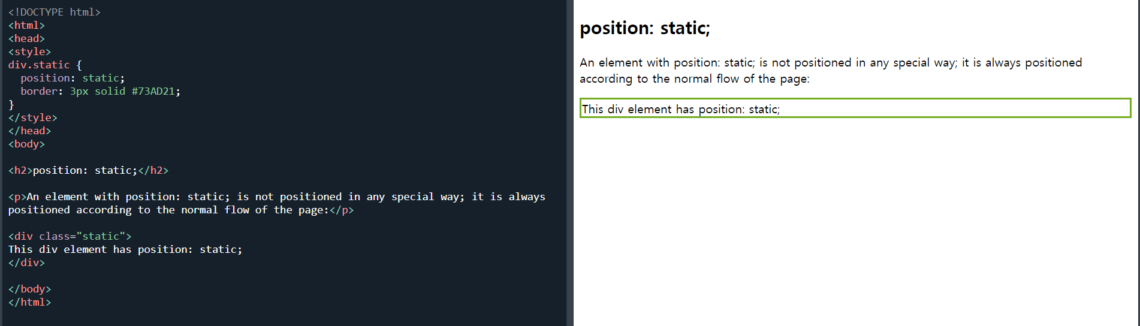 <!DOCTYPE html>
<html>
<head>
<style>
div.static {
  position: static;
  border: 3px solid #73AD21;
}
</style>
</head>
<body>

<h2>position: static;</h2>

<p>An element with position: static; is not positioned in any special way; it is always
positioned according to the normal flow of the page:</p>

<div class="static">
This div element has position: static;
</div>

</body>
</html>

position: static;
An element with position: static; is not positioned in any special way; it is always positioned
according to the normal flow of the page:
This div element has position: static;